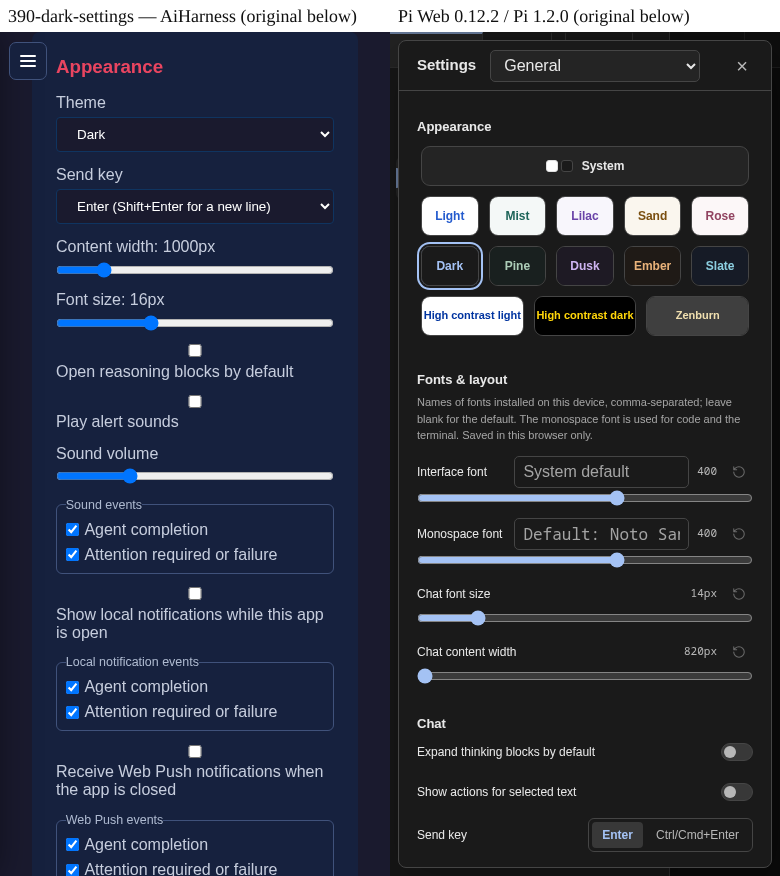 390-dark-settings — AiHarness (original below)
Appearance
Theme
Dark
Send key
Enter (Shift+Enter for a new line)
Content width: 1000px
Font size: 16px
Open reasoning blocks by default
Play alert sounds
Sound volume
Sound events
Agent completion
Attention required or failure
Show local notifications while this app
is open
Local notification events
Agent completion
Attention required or failure
Receive Web Push notifications when
the app is closed
Web Push events
Agent completion
Attention required or failure
Pi Web 0.12.2 / Pi 1.2.0 (original below)
Settings General ×
Appearance
System
Light Mist Lilac Sand Rose
Dark Pine Dusk Ember Slate
High contrast light High contrast dark Zenburn
Fonts & layout
Names of fonts installed on this device, comma-separated; leave
blank for the default. The monospace font is used for code and the
terminal. Saved in this browser only.
Interface font System default 400
Monospace font Default: Noto Sa 400
Chat font size 14px
Chat content width 820px
Chat
Expand thinking blocks by default
Show actions for selected text
Send key Enter Ctrl/Cmd+Enter